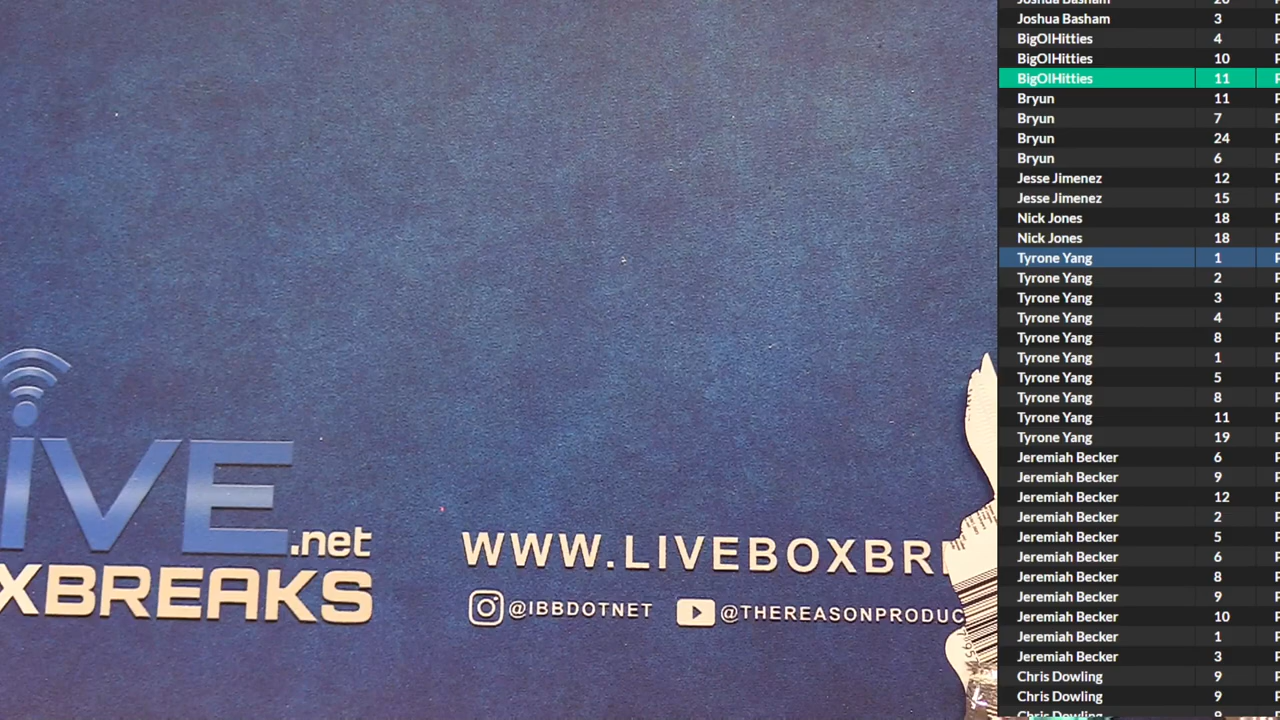 iVE
.net
XBREAKS
WWW.LIVEBOXBR
@IBBDOTNET
@THEREASONPRODUC
Joshua Basham 3
BigOlHitties 4
BigOlHitties 10
BigOlHitties 11
Bryun 11
Bryun 7
Bryun 24
Bryun 6
Jesse Jimenez 12
Jesse Jimenez 15
Nick Jones 18
Nick Jones 18
Tyrone Yang 1
Tyrone Yang 2
Tyrone Yang 3
Tyrone Yang 4
Tyrone Yang 8
Tyrone Yang 1
Tyrone Yang 5
Tyrone Yang 8
Tyrone Yang 11
Tyrone Yang 19
Jeremiah Becker 6
Jeremiah Becker 9
Jeremiah Becker 12
Jeremiah Becker 2
Jeremiah Becker 5
Jeremiah Becker 6
Jeremiah Becker 8
Jeremiah Becker 9
Jeremiah Becker 10
Jeremiah Becker 1
Jeremiah Becker 3
Chris Dowling 9
Chris Dowling 9